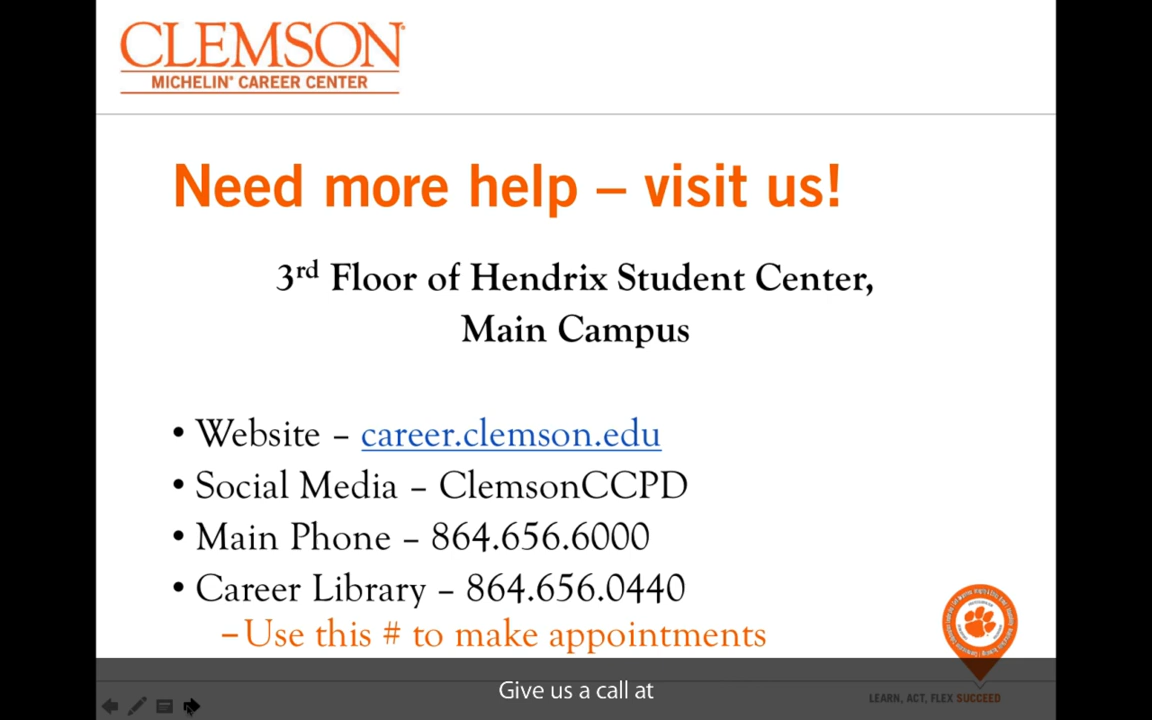 CLEMSON®
MICHELIN® CAREER CENTER
Need more help – visit us!
3rd Floor of Hendrix Student Center,
Main Campus
• Website – career.clemson.edu
• Social Media – ClemsonCCPD
• Main Phone – 864.656.6000
• Career Library – 864.656.0440
–Use this # to make appointments
Give us a call at
LEARN, ACT, FLEX SUCCEED